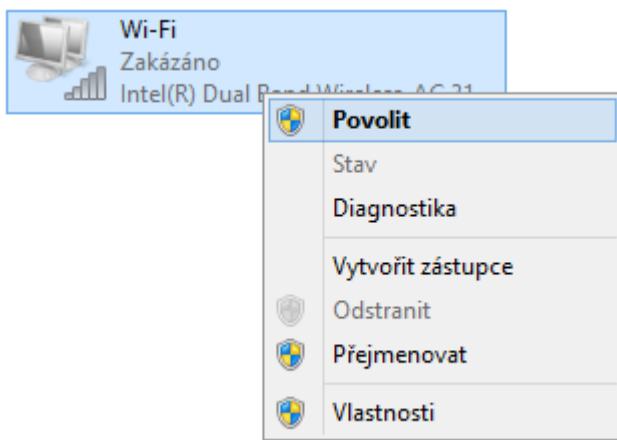 Wi-Fi
Zakázáno
Intel(R) Dual Band Wireless-AC 31
Povolit
Stav
Diagnostika
Vytvořit zástupce
Odstranit
Přejmenovat
Vlastnosti